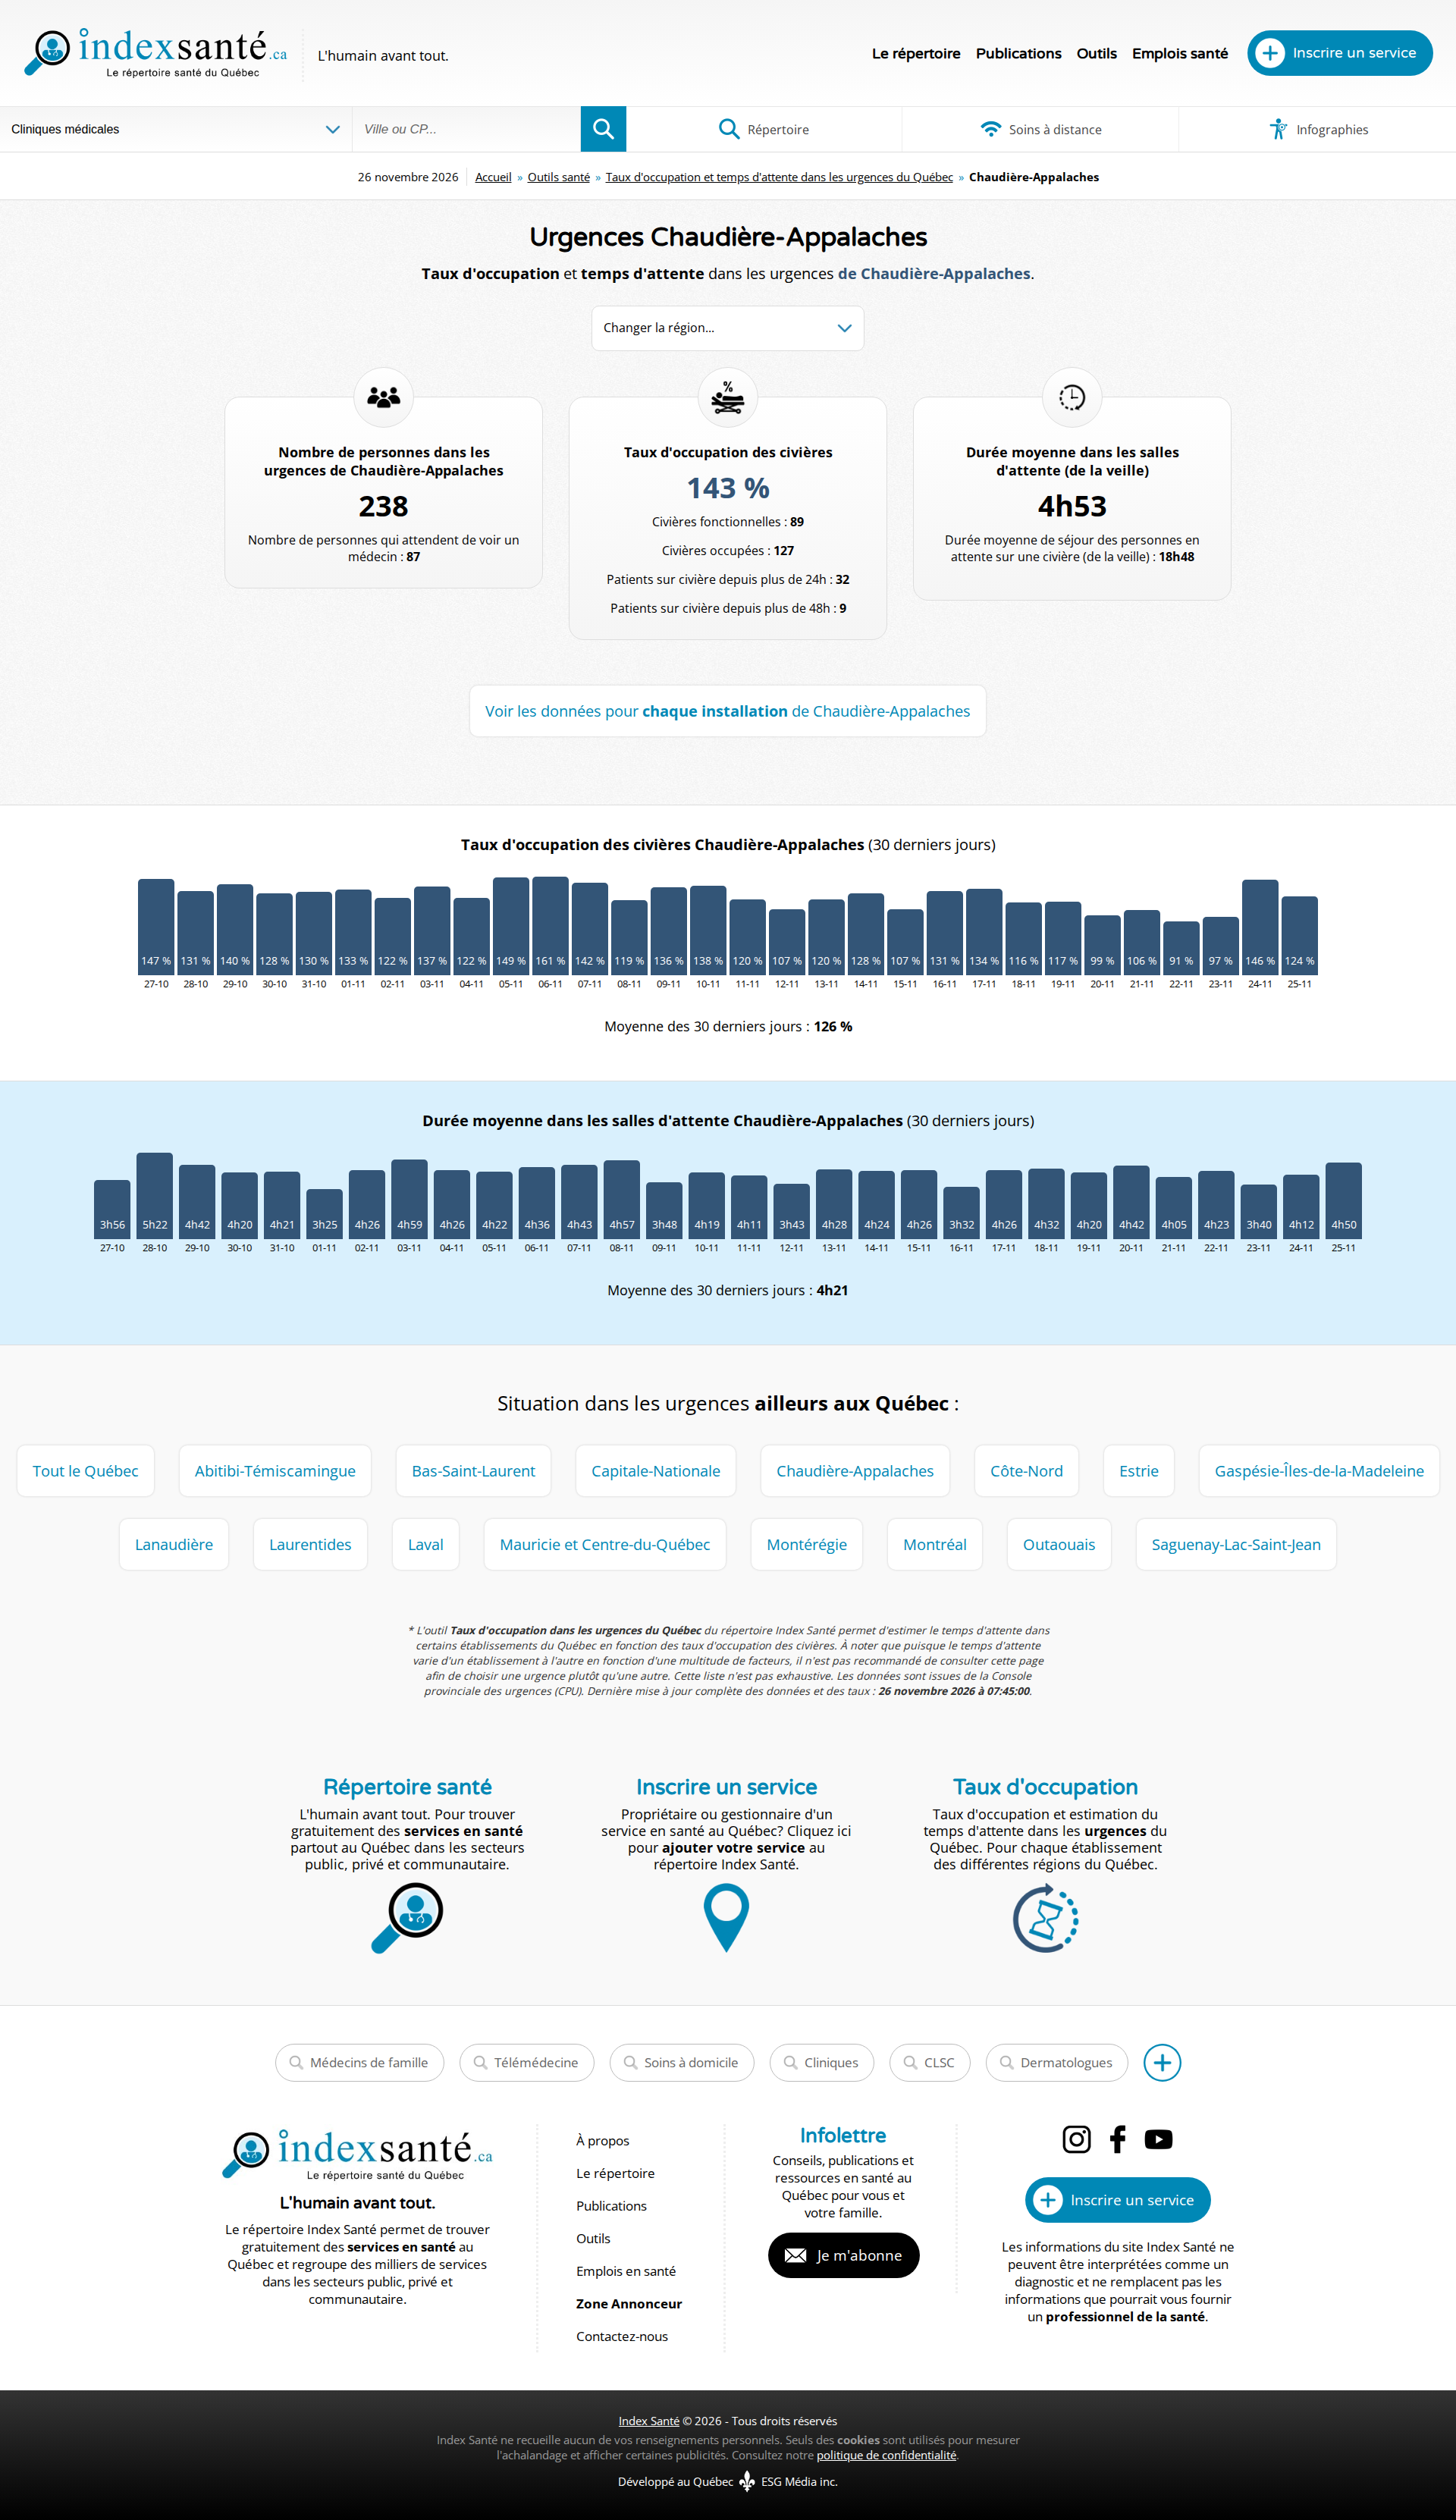 indexsanté.ca
Le répertoire santé du Québec
L'humain avant tout.
Le répertoire
Publications
Outils
Emplois santé
Inscrire un service
Cliniques médicales
Ville ou CP...
Répertoire
Soins à distance
Infographies
26 novembre 2026 Accueil » Outils santé » Taux d'occupation et temps d'attente dans les urgences du Québec » Chaudière-Appalaches
Urgences Chaudière-Appalaches
Taux d'occupation et temps d'attente dans les urgences de Chaudière-Appalaches.
Changer la région...
Nombre de personnes dans les
urgences de Chaudière-Appalaches
238
Nombre de personnes qui attendent de voir un
médecin : 87
%
Taux d'occupation des civières
143 %
Civières fonctionnelles : 89
Civières occupées : 127
Patients sur civière depuis plus de 24h : 32
Patients sur civière depuis plus de 48h : 9
Durée moyenne dans les salles
d'attente (de la veille)
4h53
Durée moyenne de séjour des personnes en
attente sur une civière (de la veille) : 18h48
Voir les données pour chaque installation de Chaudière-Appalaches
Taux d'occupation des civières Chaudière-Appalaches (30 derniers jours)
147 % 131 % 140 % 128 % 130 % 133 % 122 % 137 % 122 % 149 % 161 % 142 % 119 % 136 % 138 % 120 % 107 % 120 % 128 % 107 % 131 % 134 % 116 % 117 % 99 % 106 % 91 % 97 % 146 % 124 %
27-10 28-10 29-10 30-10 31-10 01-11 02-11 03-11 04-11 05-11 06-11 07-11 08-11 09-11 10-11 11-11 12-11 13-11 14-11 15-11 16-11 17-11 18-11 19-11 20-11 21-11 22-11 23-11 24-11 25-11
Moyenne des 30 derniers jours : 126 %
Durée moyenne dans les salles d'attente Chaudière-Appalaches (30 derniers jours)
3h56 5h22 4h42 4h20 4h21 3h25 4h26 4h59 4h26 4h22 4h36 4h43 4h57 3h48 4h19 4h11 3h43 4h28 4h24 4h26 3h32 4h26 4h32 4h20 4h42 4h05 4h23 3h40 4h12 4h50
27-10 28-10 29-10 30-10 31-10 01-11 02-11 03-11 04-11 05-11 06-11 07-11 08-11 09-11 10-11 11-11 12-11 13-11 14-11 15-11 16-11 17-11 18-11 19-11 20-11 21-11 22-11 23-11 24-11 25-11
Moyenne des 30 derniers jours : 4h21
Situation dans les urgences ailleurs aux Québec :
Tout le Québec
Abitibi-Témiscamingue
Bas-Saint-Laurent
Capitale-Nationale
Chaudière-Appalaches
Côte-Nord
Estrie
Gaspésie-Îles-de-la-Madeleine
Lanaudière
Laurentides
Laval
Mauricie et Centre-du-Québec
Montérégie
Montréal
Outaouais
Saguenay-Lac-Saint-Jean
* L'outil Taux d'occupation dans les urgences du Québec du répertoire Index Santé permet d'estimer le temps d'attente dans
certains établissements du Québec en fonction des taux d'occupation des civières. À noter que puisque le temps d'attente
varie d'un établissement à l'autre en fonction d'une multitude de facteurs, il n'est pas recommandé de consulter cette page
afin de choisir une urgence plutôt qu'une autre. Cette liste n'est pas exhaustive. Les données sont issues de la Console
provinciale des urgences (CPU). Dernière mise à jour complète des données et des taux : 26 novembre 2026 à 07:45:00.
Répertoire santé
L'humain avant tout. Pour trouver
gratuitement des services en santé
partout au Québec dans les secteurs
public, privé et communautaire.
Inscrire un service
Propriétaire ou gestionnaire d'un
service en santé au Québec? Cliquez ici
pour ajouter votre service au
répertoire Index Santé.
Taux d'occupation
Taux d'occupation et estimation du
temps d'attente dans les urgences du
Québec. Pour chaque établissement
des différentes régions du Québec.
Médecins de famille
Télémédecine
Soins à domicile
Cliniques
CLSC
Dermatologues
indexsanté.ca
Le répertoire santé du Québec
L'humain avant tout.
Le répertoire Index Santé permet de trouver
gratuitement des services en santé au
Québec et regroupe des milliers de services
dans les secteurs public, privé et
communautaire.
À propos
Le répertoire
Publications
Outils
Emplois en santé
Zone Annonceur
Contactez-nous
Infolettre
Conseils, publications et
ressources en santé au
Québec pour vous et
votre famille.
Je m'abonne
Inscrire un service
Les informations du site Index Santé ne
peuvent être interprétées comme un
diagnostic et ne remplacent pas les
informations que pourrait vous fournir
un professionnel de la santé.
Index Santé © 2026 - Tous droits réservés
Index Santé ne recueille aucun de vos renseignements personnels. Seuls des cookies sont utilisés pour mesurer
l'achalandage et afficher certaines publicités. Consultez notre politique de confidentialité.
Développé au Québec ESG Média inc.